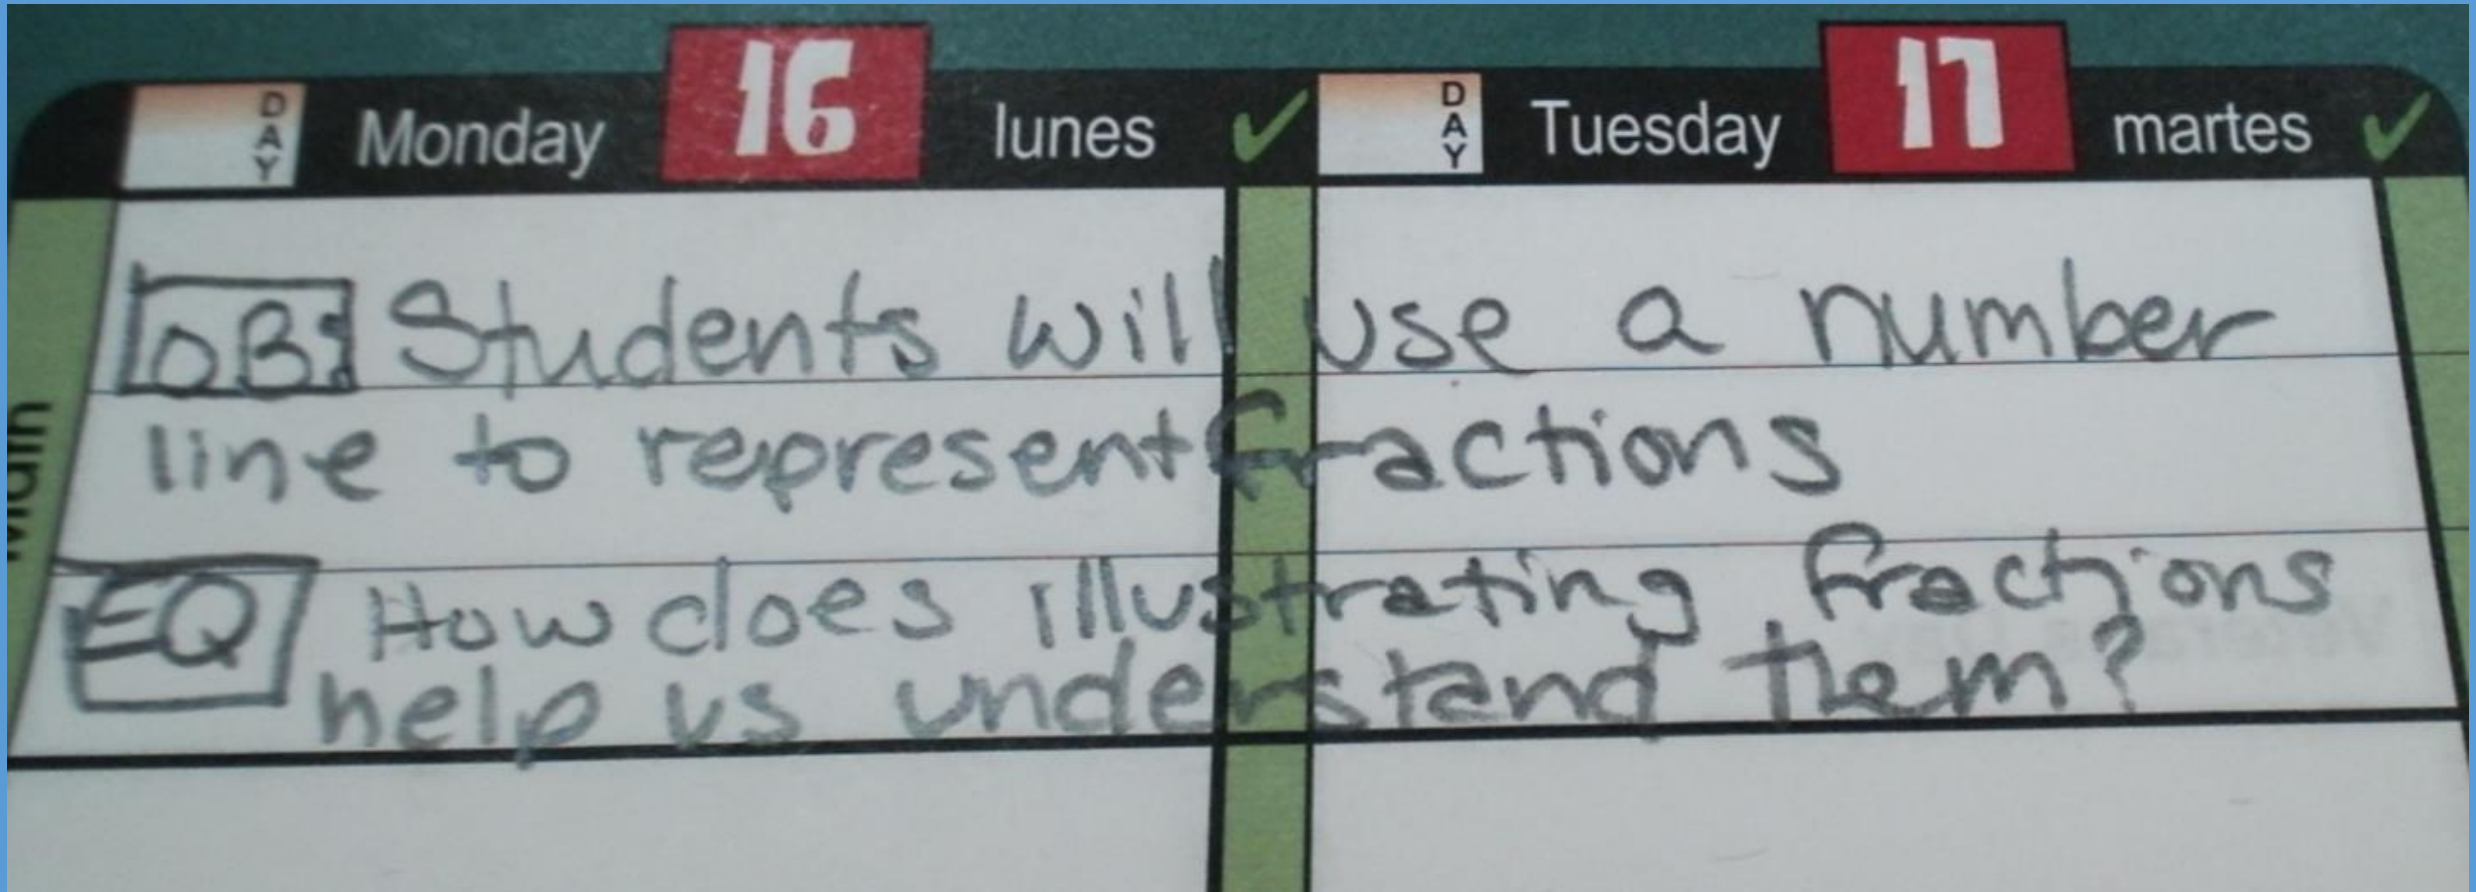 DAY Monday 16 lunes ✓ DAY Tuesday 17 martes ✓
Math
OB: Students will use a number
line to represent fractions
EQ How does illustrating fractions
help us understand them?